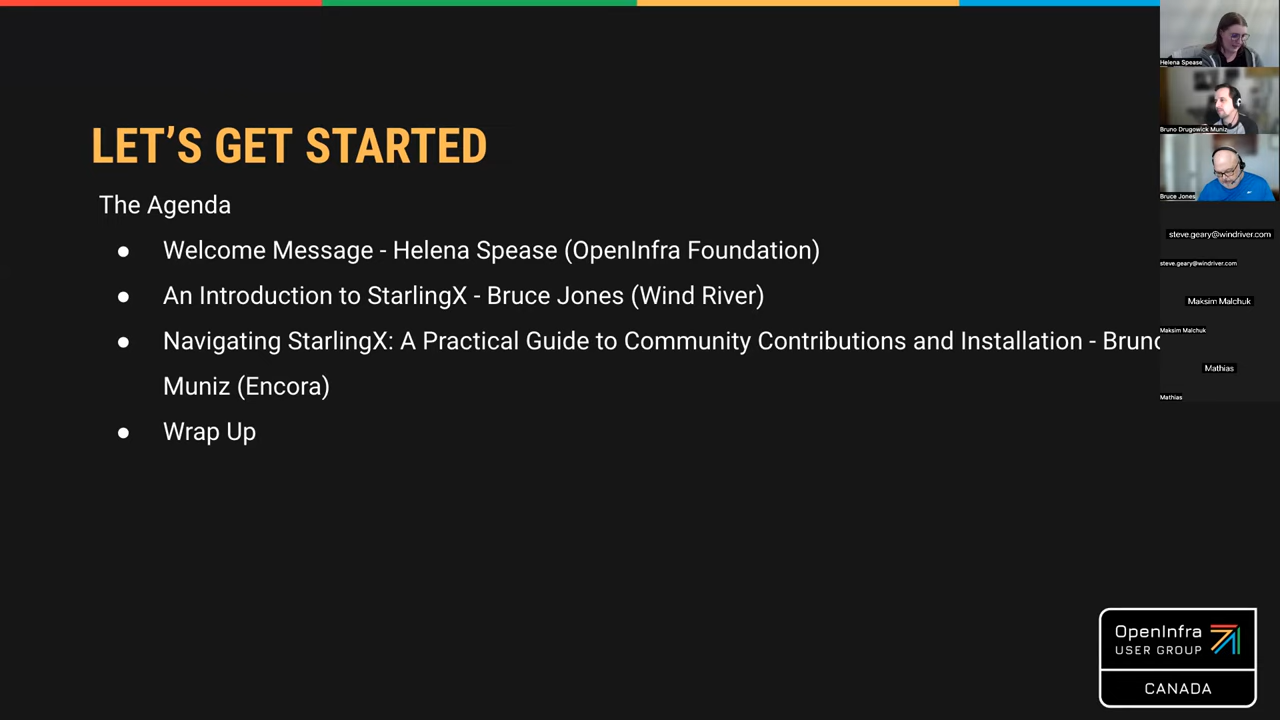 LET'S GET STARTED
The Agenda
● Welcome Message - Helena Spease (OpenInfra Foundation)
● An Introduction to StarlingX - Bruce Jones (Wind River)
● Navigating StarlingX: A Practical Guide to Community Contributions and Installation - Bruno
Muniz (Encora)
● Wrap Up
Helena Spease
Bruno Drugowick Muniz
Bruce Jones
steve.geary@windriver.com
steve.geary@windriver.com
Maksim Malchuk
Maksim Malchuk
Mathias
Mathias
OpenInfra
USER GROUP
CANADA